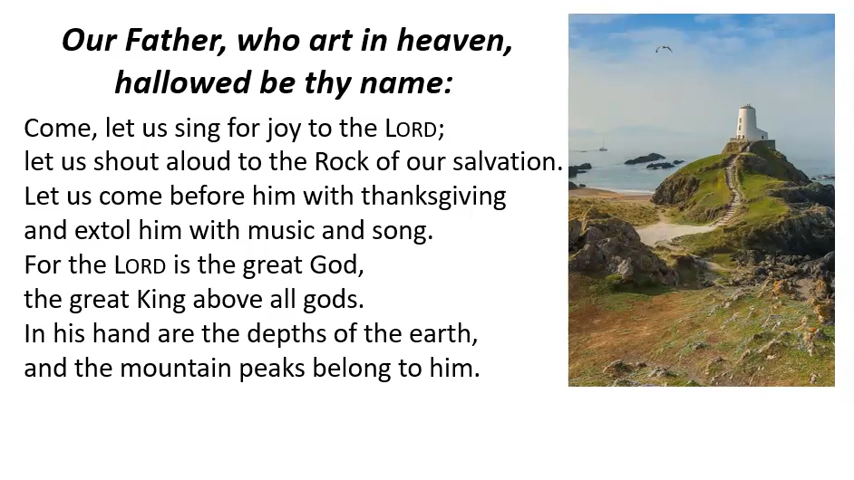 Our Father, who art in heaven,
hallowed be thy name:
Come, let us sing for joy to the LORD;
let us shout aloud to the Rock of our salvation.
Let us come before him with thanksgiving
and extol him with music and song.
For the LORD is the great God,
the great King above all gods.
In his hand are the depths of the earth,
and the mountain peaks belong to him.